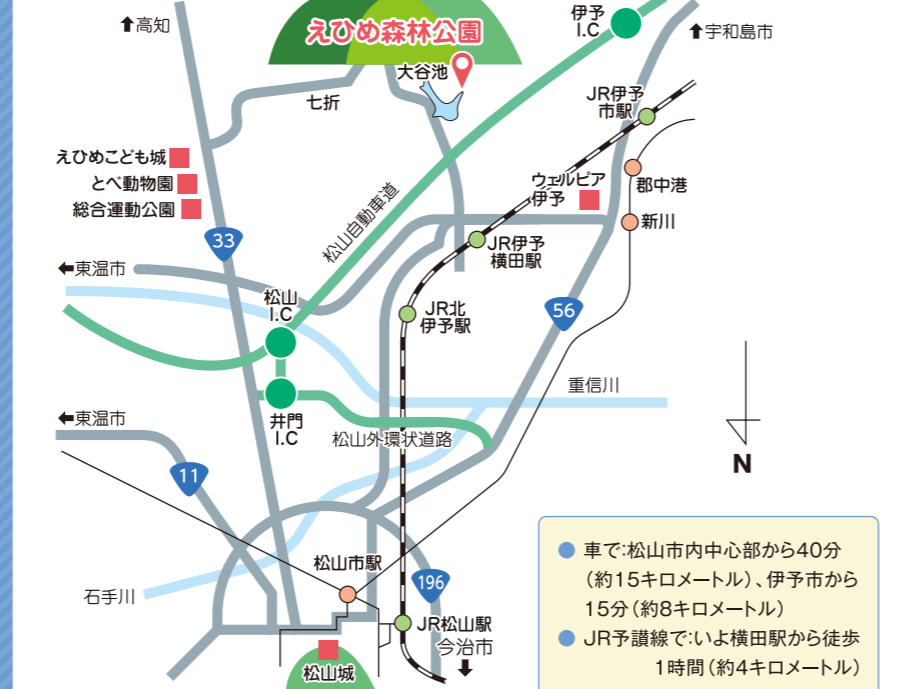 ⬆高知
えひめ森林公園
伊予
I.C
⬆宇和島市
大谷池
七折
JR伊予
市駅
えひめこども城
とべ動物園
総合運動公園
ウェルピア
伊予
郡中港
新川
松山自動車道
33
JR伊予
横田駅
⬅東温市
松山
I.C
JR北
伊予駅
56
重信川
⬅東温市
井門
I.C
松山外環状道路
N
11
松山市駅
196
石手川
JR松山駅
今治市
⬇
松山城
● 車で:松山市内中心部から40分
(約15キロメートル)、伊予市から
15分(約8キロメートル)
● JR予讃線で:いよ横田駅から徒歩
1時間(約4キロメートル)